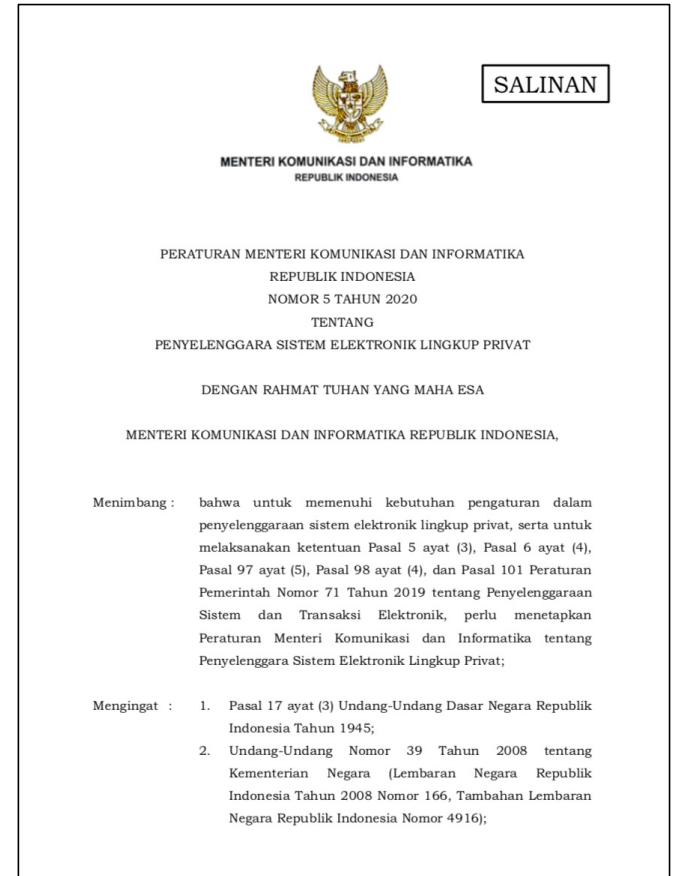 SALINAN
MENTERI KOMUNIKASI DAN INFORMATIKA
REPUBLIK INDONESIA
PERATURAN MENTERI KOMUNIKASI DAN INFORMATIKA
REPUBLIK INDONESIA
NOMOR 5 TAHUN 2020
TENTANG
PENYELENGGARA SISTEM ELEKTRONIK LINGKUP PRIVAT
DENGAN RAHMAT TUHAN YANG MAHA ESA
MENTERI KOMUNIKASI DAN INFORMATIKA REPUBLIK INDONESIA,
Menimbang : bahwa untuk memenuhi kebutuhan pengaturan dalam
penyelenggaraan sistem elektronik lingkup privat, serta untuk
melaksanakan ketentuan Pasal 5 ayat (3), Pasal 6 ayat (4),
Pasal 97 ayat (5), Pasal 98 ayat (4), dan Pasal 101 Peraturan
Pemerintah Nomor 71 Tahun 2019 tentang Penyelenggaraan
Sistem dan Transaksi Elektronik, perlu menetapkan
Peraturan Menteri Komunikasi dan Informatika tentang
Penyelenggara Sistem Elektronik Lingkup Privat;
Mengingat : 1. Pasal 17 ayat (3) Undang-Undang Dasar Negara Republik
Indonesia Tahun 1945;
2. Undang-Undang Nomor 39 Tahun 2008 tentang
Kementerian Negara (Lembaran Negara Republik
Indonesia Tahun 2008 Nomor 166, Tambahan Lembaran
Negara Republik Indonesia Nomor 4916);